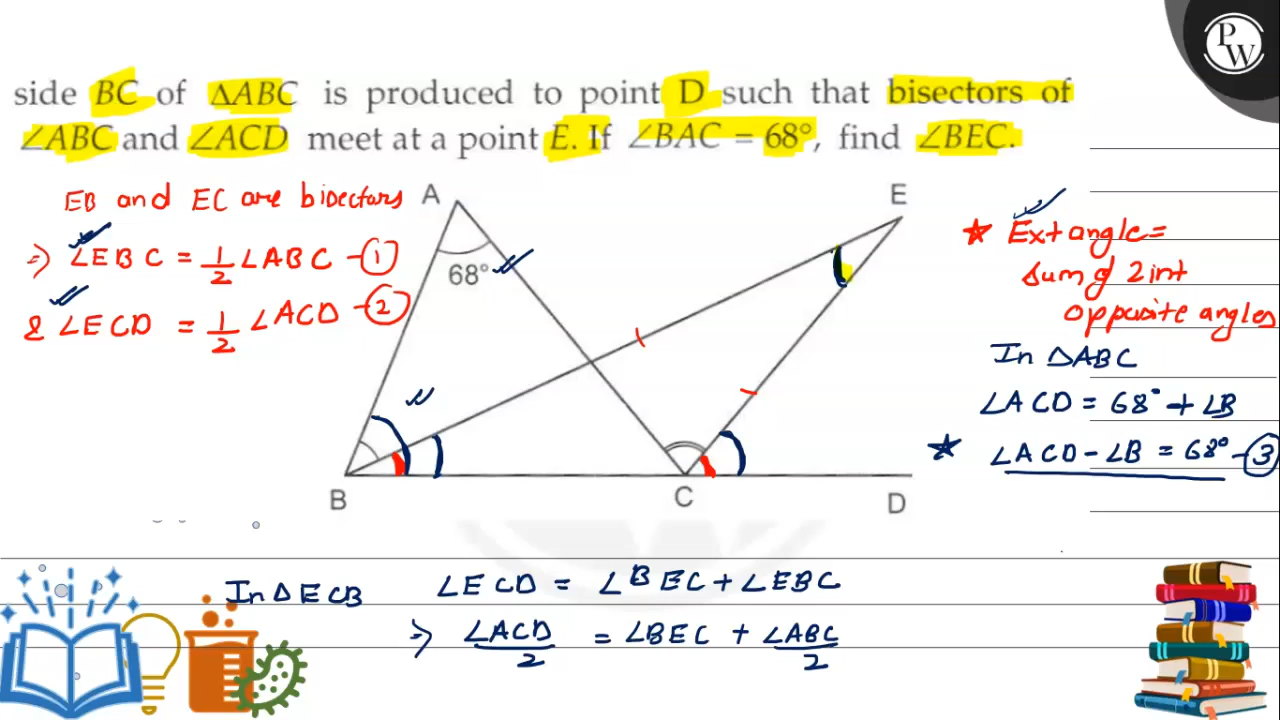 PW
side BC of ΔABC is produced to point D such that bisectors of
∠ABC and ∠ACD meet at a point E. If ∠BAC = 68°, find ∠BEC.
EB and EC are bisectors
⇒ ∠EBC = 1/2 ∠ABC - ①
& ∠ECD = 1/2 ∠ACD - ②
A
E
68°
B
C
D
★ Ext angle =
sum of 2 int
opposite angles
In ΔABC
∠ACD = 68° + ∠B
★ ∠ACD - ∠B = 68° - ③
In Δ ECB
∠ECD = ∠BEC + ∠EBC
⇒ ∠ACD/2 = ∠BEC + ∠ABC/2